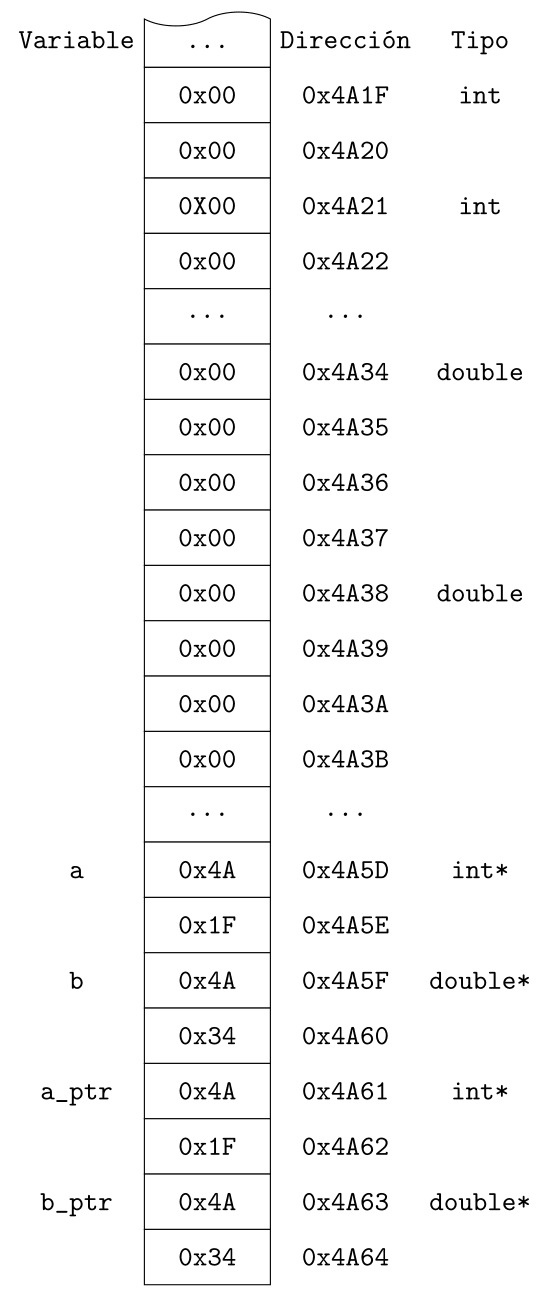 Variable ... Dirección Tipo
0x00 0x4A1F int
0x00 0x4A20
0X00 0x4A21 int
0x00 0x4A22
... ...
0x00 0x4A34 double
0x00 0x4A35
0x00 0x4A36
0x00 0x4A37
0x00 0x4A38 double
0x00 0x4A39
0x00 0x4A3A
0x00 0x4A3B
... ...
a 0x4A 0x4A5D int*
0x1F 0x4A5E
b 0x4A 0x4A5F double*
0x34 0x4A60
a_ptr 0x4A 0x4A61 int*
0x1F 0x4A62
b_ptr 0x4A 0x4A63 double*
0x34 0x4A64